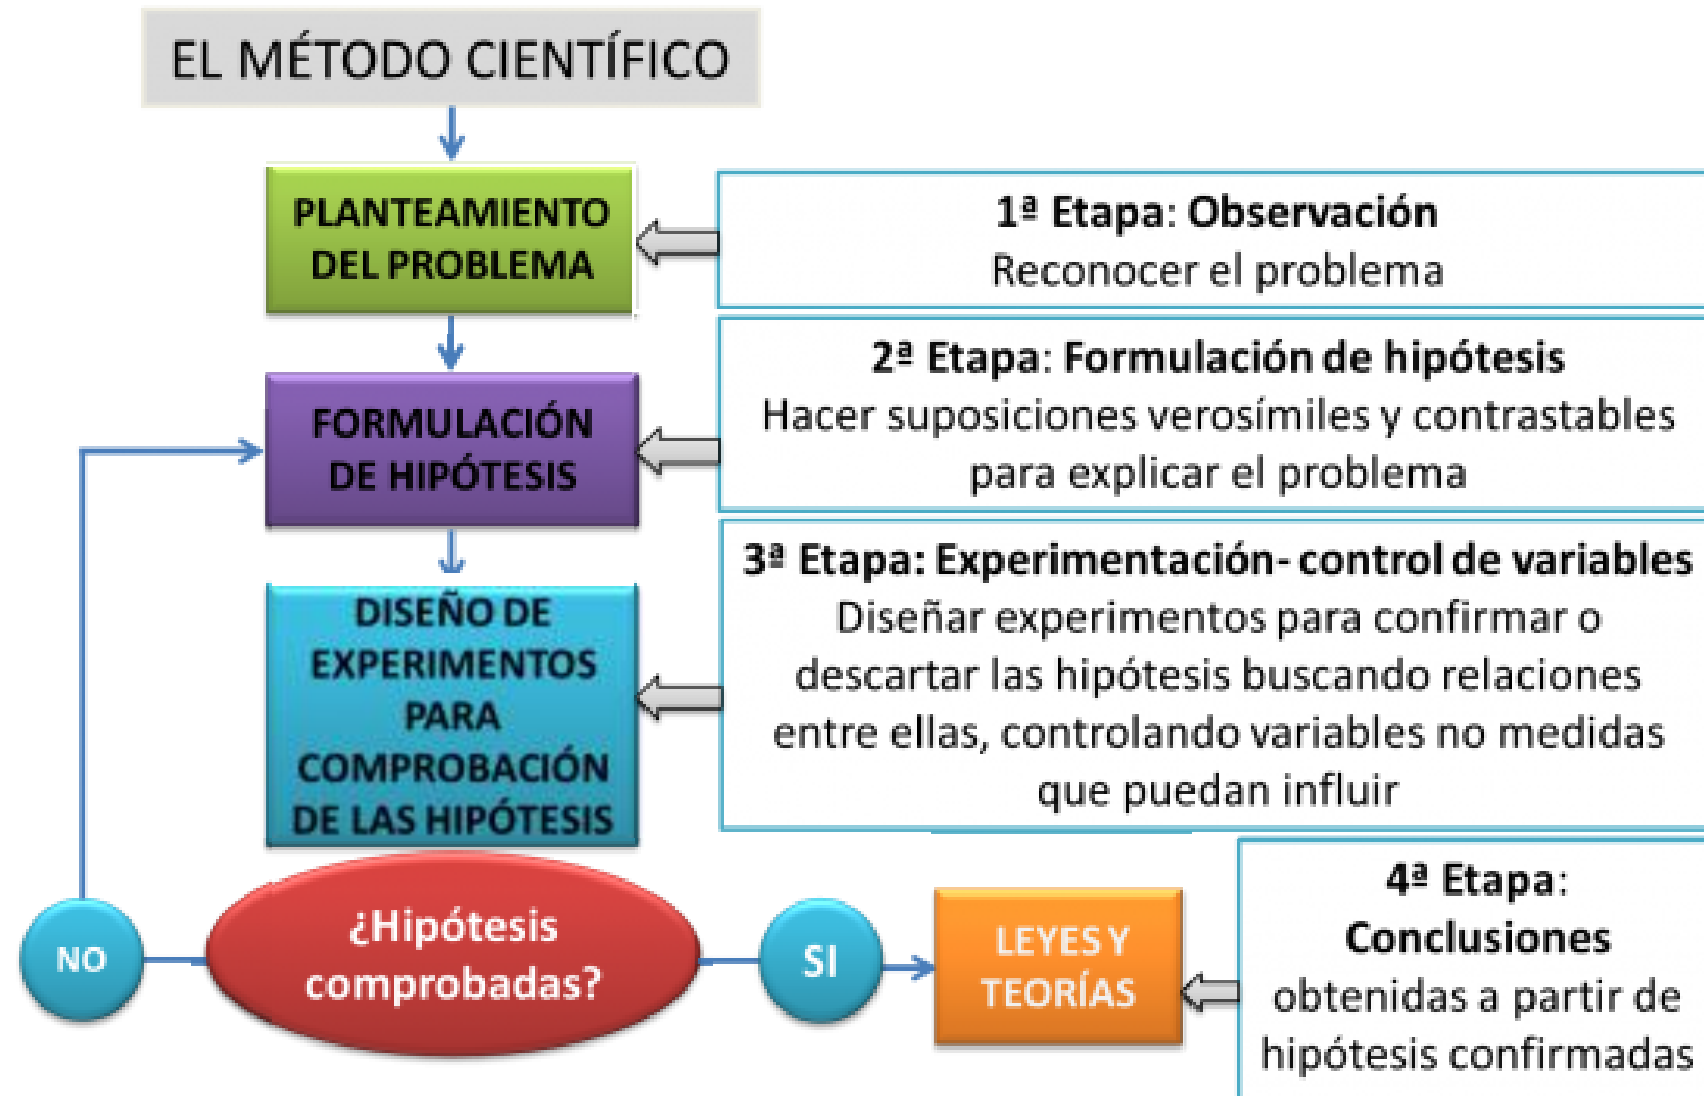 EL MÉTODO CIENTÍFICO
PLANTEAMIENTO
DEL PROBLEMA
1ª Etapa: Observación
Reconocer el problema
FORMULACIÓN
DE HIPÓTESIS
2ª Etapa: Formulación de hipótesis
Hacer suposiciones verosímiles y contrastables
para explicar el problema
DISEÑO DE
EXPERIMENTOS
PARA
COMPROBACIÓN
DE LAS HIPÓTESIS
3ª Etapa: Experimentación- control de variables
Diseñar experimentos para confirmar o
descartar las hipótesis buscando relaciones
entre ellas, controlando variables no medidas
que puedan influir
NO
¿Hipótesis
comprobadas?
SI
LEYES Y
TEORÍAS
4ª Etapa:
Conclusiones
obtenidas a partir de
hipótesis confirmadas